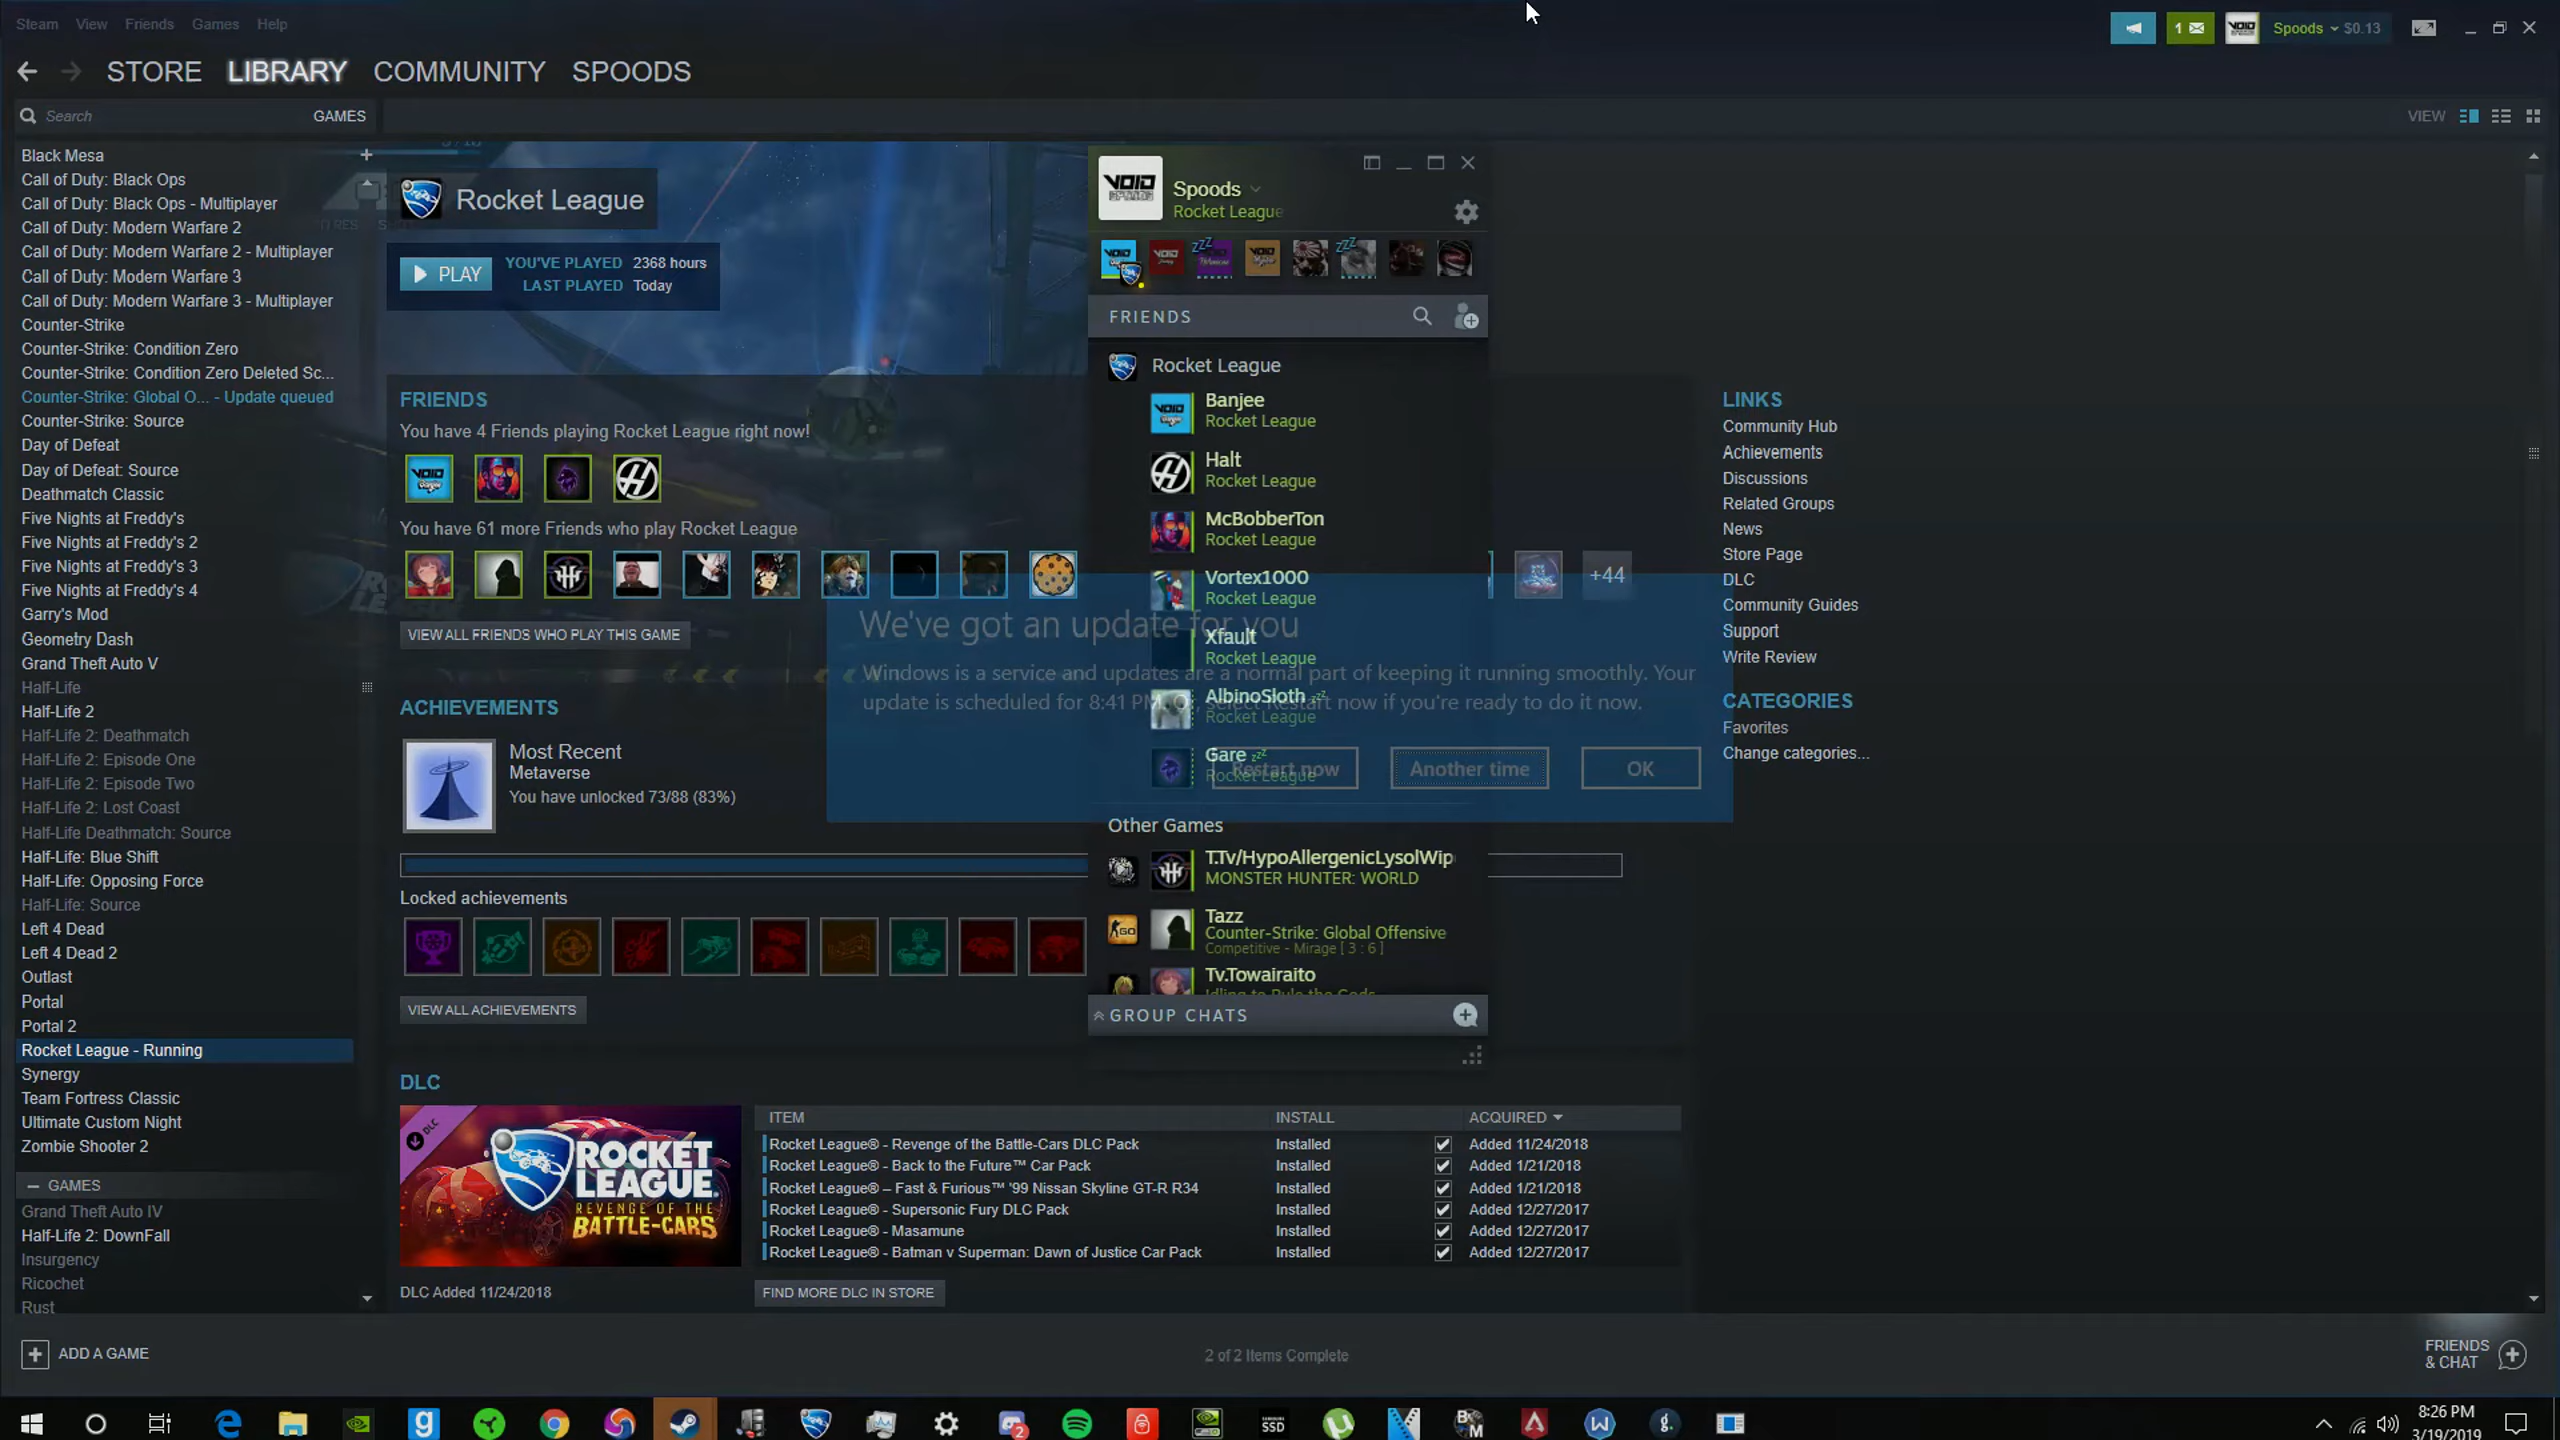 Steam View Friends Games Help
1
Spoods $0.13
STORE LIBRARY COMMUNITY SPOODS
Search GAMES
VIEW
Black Mesa
Call of Duty: Black Ops
Call of Duty: Black Ops - Multiplayer
Call of Duty: Modern Warfare 2
Call of Duty: Modern Warfare 2 - Multiplayer
Call of Duty: Modern Warfare 3
Call of Duty: Modern Warfare 3 - Multiplayer
Counter-Strike
Counter-Strike: Condition Zero
Counter-Strike: Condition Zero Deleted Sc...
Counter-Strike: Global O... - Update queued
Counter-Strike: Source
Day of Defeat
Day of Defeat: Source
Deathmatch Classic
Five Nights at Freddy's
Five Nights at Freddy's 2
Five Nights at Freddy's 3
Five Nights at Freddy's 4
Garry's Mod
Geometry Dash
Grand Theft Auto V
Half-Life
Half-Life 2
Half-Life 2: Deathmatch
Half-Life 2: Episode One
Half-Life 2: Episode Two
Half-Life 2: Lost Coast
Half-Life Deathmatch: Source
Half-Life: Blue Shift
Half-Life: Opposing Force
Half-Life: Source
Left 4 Dead
Left 4 Dead 2
Outlast
Portal
Portal 2
Rocket League - Running
Synergy
Team Fortress Classic
Ultimate Custom Night
Zombie Shooter 2
GAMES
Grand Theft Auto IV
Half-Life 2: DownFall
Insurgency
Ricochet
Rust
ADD A GAME
Rocket League
PLAY
YOU'VE PLAYED 2368 hours
LAST PLAYED Today
FRIENDS
You have 4 Friends playing Rocket League right now!
You have 61 more Friends who play Rocket League
+44
VIEW ALL FRIENDS WHO PLAY THIS GAME
ACHIEVEMENTS
Most Recent
Metaverse
You have unlocked 73/88 (83%)
Locked achievements
VIEW ALL ACHIEVEMENTS
DLC
DLC
ROCKET
LEAGUE
REVENGE OF THE
BATTLE-CARS
DLC Added 11/24/2018
ITEM INSTALL ACQUIRED
Rocket League® - Revenge of the Battle-Cars DLC Pack Installed Added 11/24/2018
Rocket League® - Back to the Future™ Car Pack Installed Added 1/21/2018
Rocket League® – Fast & Furious™ '99 Nissan Skyline GT-R R34 Installed Added 1/21/2018
Rocket League® - Supersonic Fury DLC Pack Installed Added 12/27/2017
Rocket League® - Masamune Installed Added 12/27/2017
Rocket League® - Batman v Superman: Dawn of Justice Car Pack Installed Added 12/27/2017
FIND MORE DLC IN STORE
2 of 2 Items Complete
VOID
SPOODS
Spoods
Rocket League
FRIENDS
Rocket League
Banjee
Rocket League
Halt
Rocket League
McBobberTon
Rocket League
Vortex1000
Rocket League
Xfault
Rocket League
AlbinoSloth zzz
Rocket League
Gare zzz
Rocket League
Other Games
T.Tv/HypoAllergenicLysolWip
MONSTER HUNTER: WORLD
Tazz
Counter-Strike: Global Offensive
Competitive - Mirage [ 3 : 6 ]
Tv.Towairaito
Idling to Rule the Gods
GROUP CHATS
We've got an update for you
Windows is a service and updates are a normal part of keeping it running smoothly. Your
update is scheduled for 8:41 PM. Or, select Restart now if you're ready to do it now.
Restart now Another time OK
LINKS
Community Hub
Achievements
Discussions
Related Groups
News
Store Page
DLC
Community Guides
Support
Write Review
CATEGORIES
Favorites
Change categories...
FRIENDS
& CHAT
2
SSD
8:26 PM
3/19/2019